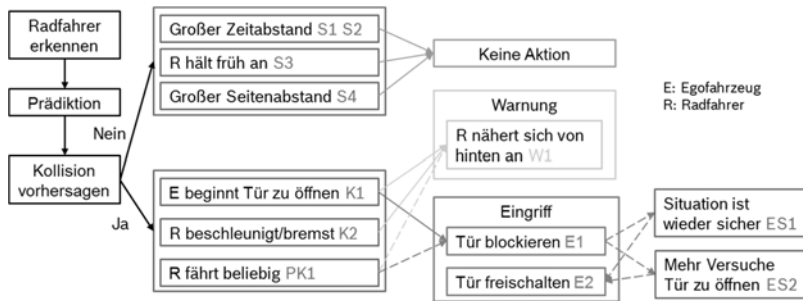 Radfahrer
erkennen
Prädiktion
Kollision
vorhersagen
Nein
Ja
Großer Zeitabstand S1 S2
R hält früh an S3
Großer Seitenabstand S4
E beginnt Tür zu öffnen K1
R beschleunigt/bremst K2
R fährt beliebig PK1
Keine Aktion
Warnung
R nähert sich von
hinten an W1
Eingriff
Tür blockieren E1
Tür freischalten E2
E: Egofahrzeug
R: Radfahrer
Situation ist
wieder sicher ES1
Mehr Versuche
Tür zu öffnen ES2